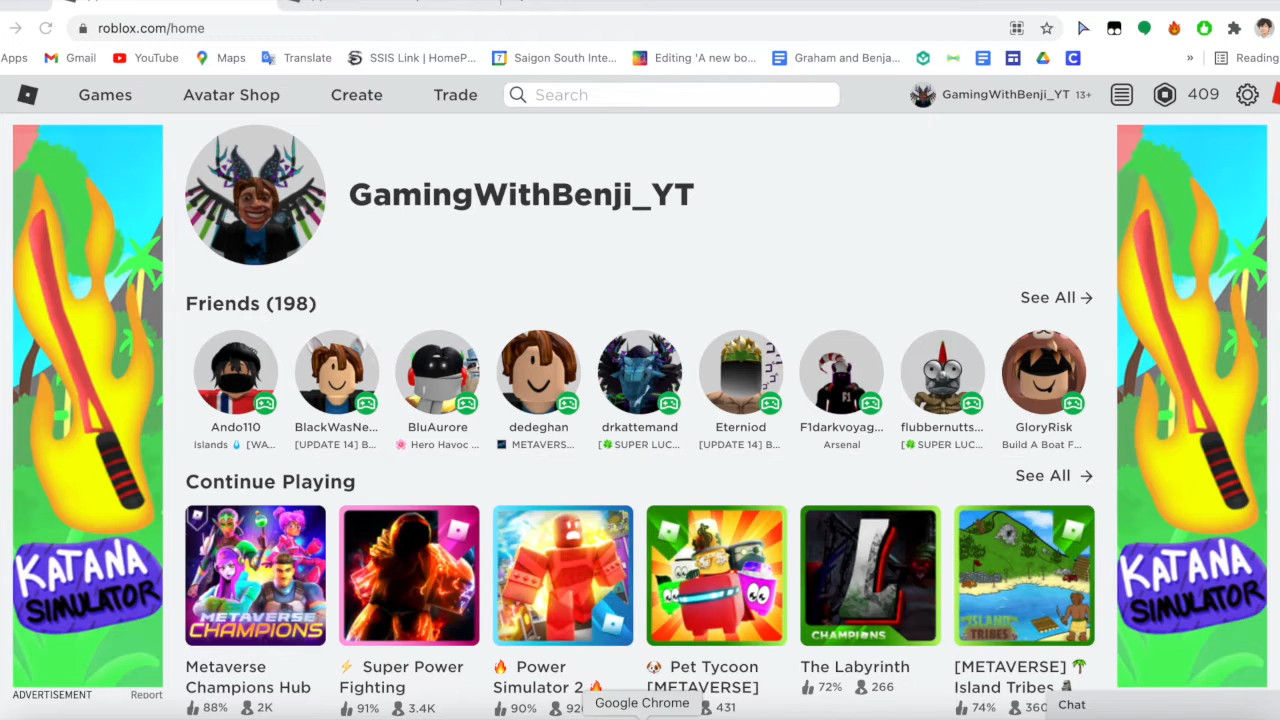 roblox.com/home
Apps Gmail YouTube Maps Translate SSIS Link | HomeP... Saigon South Inte... Editing 'A new bo... Graham and Benja... » Reading
Games Avatar Shop Create Trade Search GamingWithBenji_YT 13+ 409
GamingWithBenji_YT
Friends (198) See All
Ando110 BlackWasNe... BluAurore dedeghan drkattemand Eterniod F1darkvoyag... flubbernutts... GloryRisk
Islands [WA... [UPDATE 14] B... Hero Havoc ... METAVERS... [SUPER LUC... [UPDATE 14] B... Arsenal [SUPER LUC... Build A Boat F...
Continue Playing See All
METAVERSE
CHAMPIONS
L
CHAMPIONS
ISLAND
TRIBES
Metaverse
Champions Hub
88% 2K
Super Power
Fighting
91% 3.4K
Power
Simulator 2
90%
Pet Tycoon
[METAVERSE]
431
The Labyrinth
72% 266
[METAVERSE]
Island Tribes
74% 360
KATANA
SIMULATOR
ADVERTISEMENT Report
KATANA
SIMULATOR
Google Chrome
Chat
F1